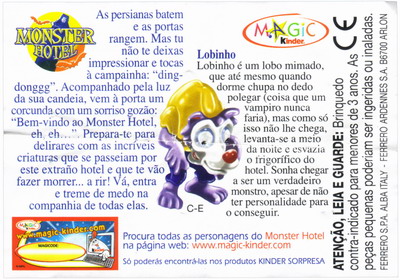 MONSTER
HOTEL
As persianas batem
e as portas
rangem. Mas tu
não te deixas
impressionar e tocas
à campainha: “ding-
donggg”. Acompanhado pela
luz da sua candeia, vem à porta um
corcunda com um sorriso gozão:
“Bem-vindo ao Monster Hotel,
eh, eh...”. Prepara-te para
delirares com as incríveis
criaturas que se passeiam por
este extraño hotel e que te vão
fazer morrer... a rir! Vá, entra
e treme de medo na
companhia de todas elas.
MAGIC
Kinder
Lobinho
Lobinho é um lobo mimado,
que até mesmo quando
dorme chupa no dedo
polegar (coisa que um
vampiro nunca
faria), mas como só
isso não lhe chega,
levanta-se a meio
da noite e esvazia
o frigorífico do
hotel. Sonha chegar
a ser um verdadeiro
monstro, apesar de não
ter personalidade para
o conseguir.
C-E
CE
ATENÇÃO, LEIA E GUARDE: Brinquedo
contra-indicado para menores de 3 anos. As
peças pequenas poderiam ser ingeridas ou inaladas.
FERRERO S.P.A. ALBA ITALY - FERRERO ARDENNES S.A. B6700 ARLON
MAGIC
Kinder
www.magic-kinder.com
MAGICODE
Procura todas as personagens do Monster Hotel
na página web: www.magic-kinder.com
Só poderás encontrá-las nos produtos KINDER SORPRESA